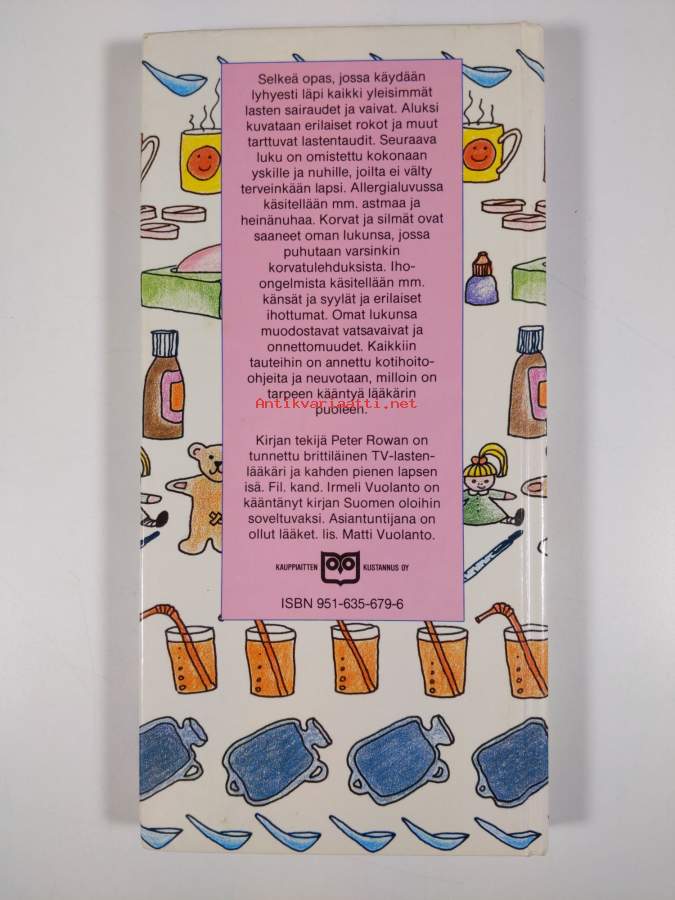 Selkeä opas, jossa käydään
lyhyesti läpi kaikki yleisimmät
lasten sairaudet ja vaivat. Aluksi
kuvataan erilaiset rokot ja muut
tarttuvat lastentaudit. Seuraava
luku on omistettu kokonaan
yskille ja nuhille, joilta ei välty
terveinkään lapsi. Allergialuvussa
käsitellään mm. astmaa ja
heinänuhaa. Korvat ja silmät ovat
saaneet oman lukunsa, jossa
puhutaan varsinkin
korvatulehduksista. Iho-
ongelmista käsitellään mm.
känsät ja syylät ja erilaiset
ihottumat. Omat lukunsa
muodostavat vatsavaivat ja
onnettomuudet. Kaikkiin
tauteihin on annettu kotihoito-
ohjeita ja neuvotaan, milloin on
tarpeen kääntyä lääkärin
Antikvariaatti.net
puoleen.
Kirjan tekijä Peter Rowan on
tunnettu brittiläinen TV-lasten-
lääkäri ja kahden pienen lapsen
isä. Fil. kand. Irmeli Vuolanto on
kääntänyt kirjan Suomen oloihin
soveltuvaksi. Asiantuntijana on
ollut lääket. lis. Matti Vuolanto.
KAUPPIAITTEN KUSTANNUS OY
ISBN 951-635-679-6